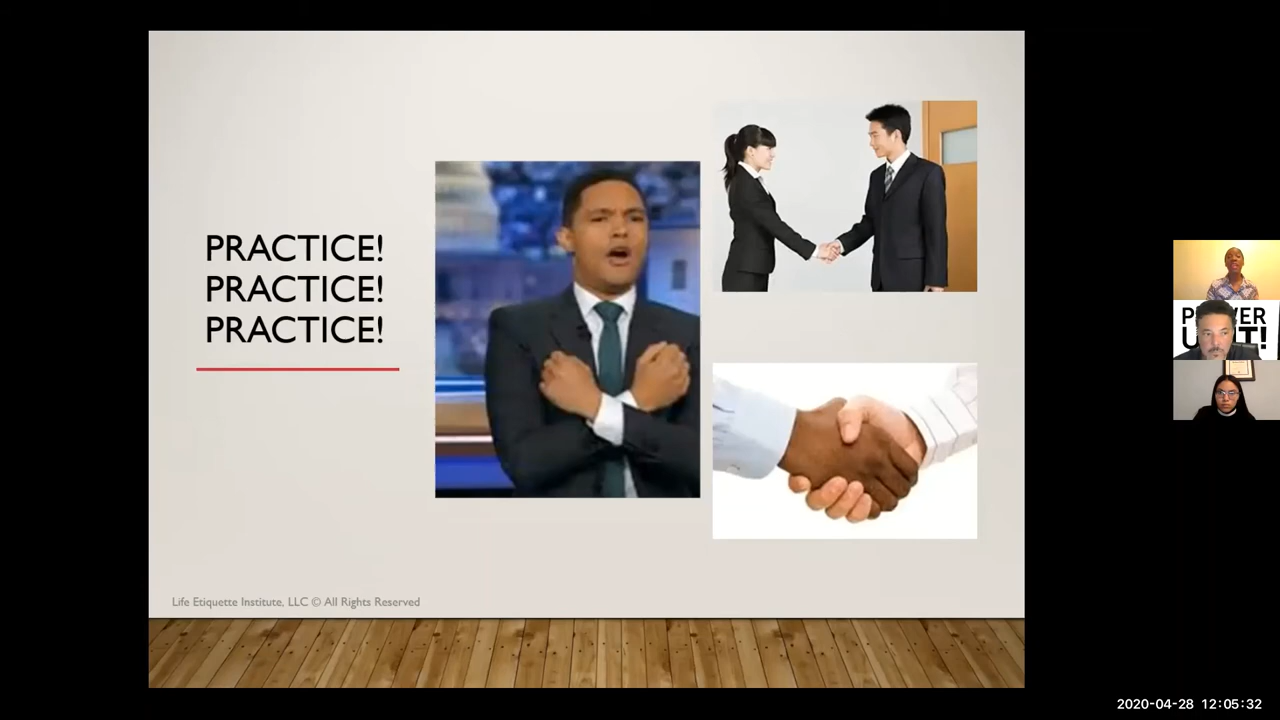 PRACTICE!
PRACTICE!
PRACTICE!
Life Etiquette Institute, LLC © All Rights Reserved
2020-04-28 12:05:32